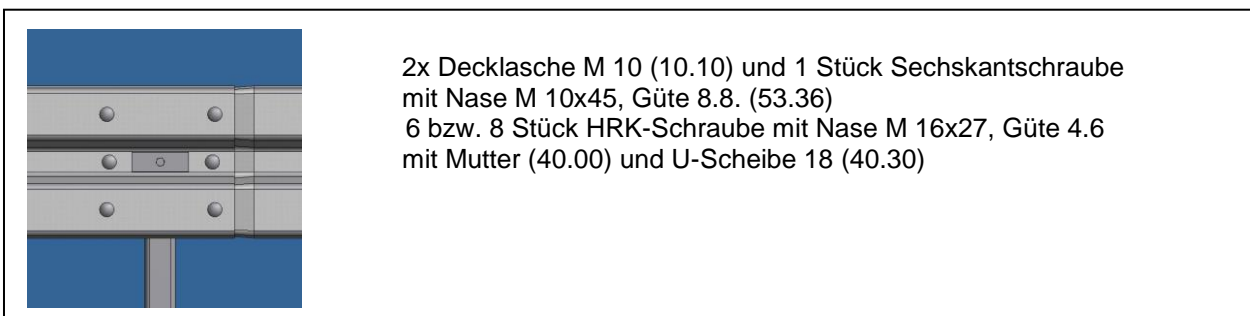 2x Decklasche M 10 (10.10) und 1 Stück Sechskantschraube
mit Nase M 10x45, Güte 8.8. (53.36)
6 bzw. 8 Stück HRK-Schraube mit Nase M 16x27, Güte 4.6
mit Mutter (40.00) und U-Scheibe 18 (40.30)